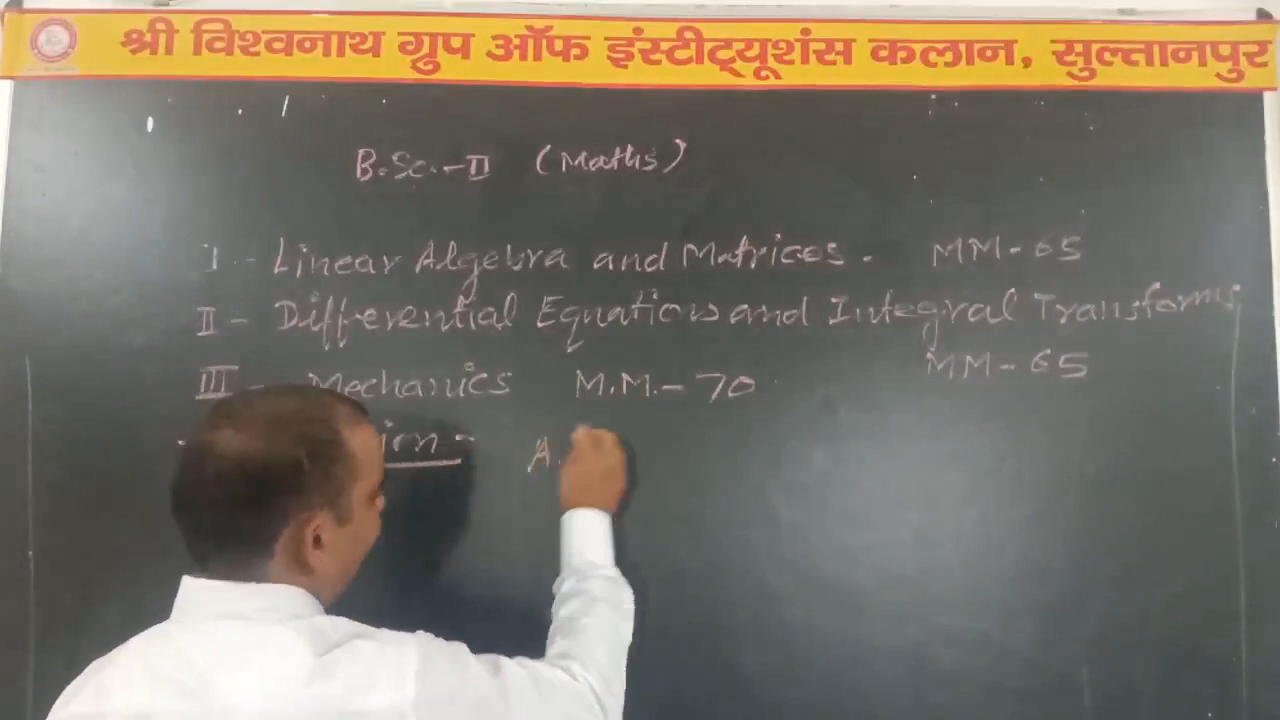 श्री विश्वनाथ ग्रुप ऑफ इंस्टीट्यूशंस कलान, सुल्तानपुर
B.Sc.-II (Maths)
I - Linear Algebra and Matrices. MM-65
II - Differential Equations and Integral Transforms
MM-65
III - Mechanics M.M.-70
A.